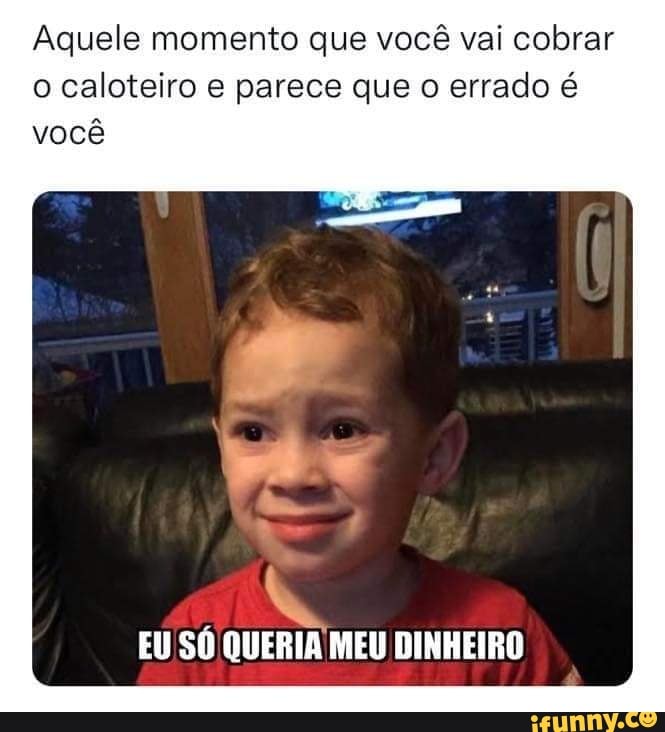 Aquele momento que você vai cobrar
o caloteiro e parece que o errado é
você
EU SÓ QUERIA MEU DINHEIRO
ifunny.co